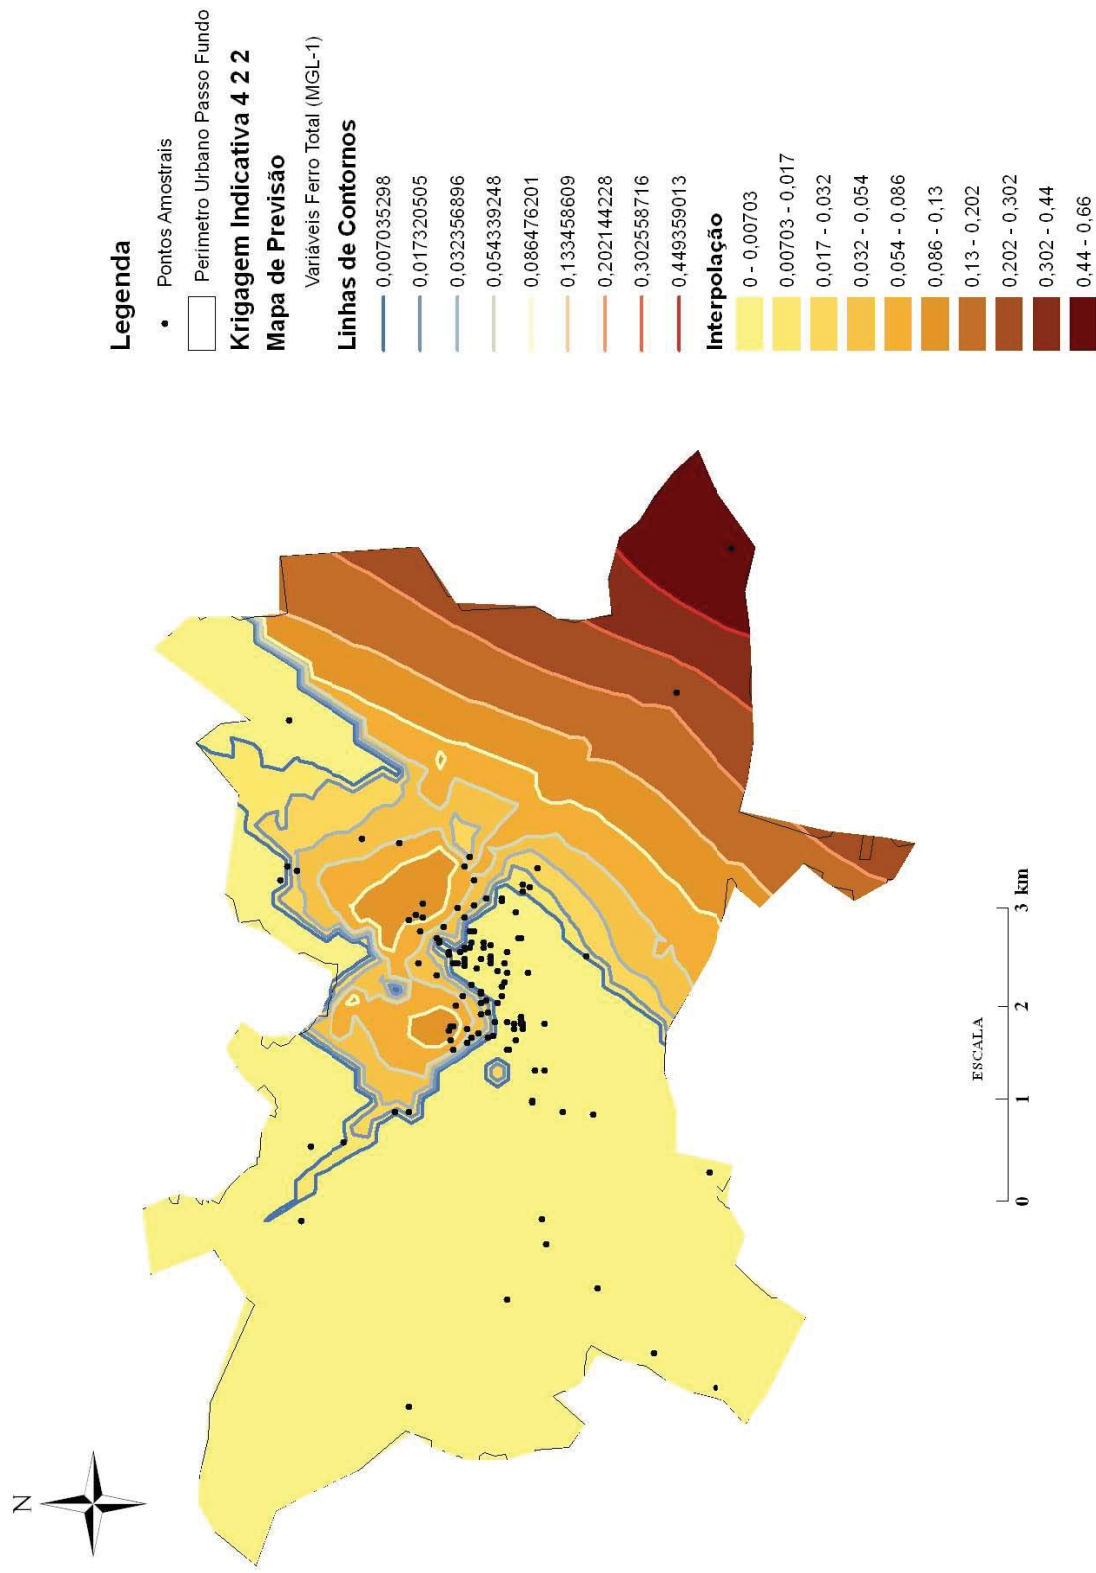 N
Legenda
Pontos Amostrais
Perimetro Urbano Passo Fundo
Krigagem Indicativa 4 2 2
Mapa de Previsão
Variáveis Ferro Total (MGL-1)
Linhas de Contornos
0,007035298
0,017320505
0,032356896
0,054339248
0,086476201
0,133458609
0,202144228
0,302558716
0,449359013
Interpolação
0 - 0,00703
0,00703 - 0,017
0,017 - 0,032
0,032 - 0,054
0,054 - 0,086
0,086 - 0,13
0,13 - 0,202
0,202 - 0,302
0,302 - 0,44
0,44 - 0,66
ESCALA
0 1 2 3 km